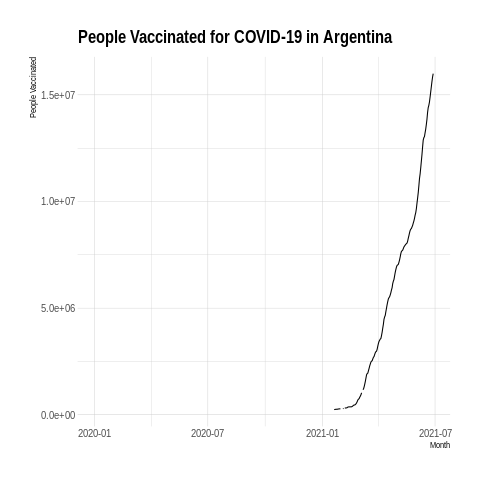 People Vaccinated for COVID-19 in Argentina
People Vaccinated
1.5e+07
1.0e+07
5.0e+06
0.0e+00
2020-01 2020-07 2021-01 2021-07
Month